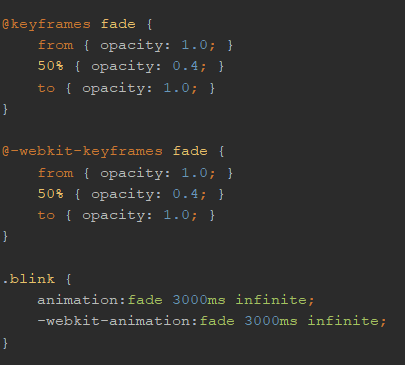 @keyframes fade {
    from { opacity: 1.0; }
    50% { opacity: 0.4; }
    to { opacity: 1.0; }
}

@-webkit-keyframes fade {
    from { opacity: 1.0; }
    50% { opacity: 0.4; }
    to { opacity: 1.0; }
}

.blink {
    animation:fade 3000ms infinite;
    -webkit-animation:fade 3000ms infinite;
}